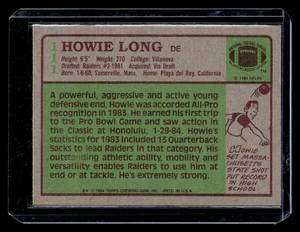 111
HOWIE LONG DE
Height: 6'5" Weight: 270 College: Villanova
Drafted: Raiders #2-1981 Acquired: Via Draft
Born: 1-6-60, Somerville, Mass. Home: Playa del Rey, California
A powerful, aggressive and active young
defensive end, Howie was accorded All-Pro
recognition in 1983. He earned his first trip
to the Pro Bowl Game and saw action in
the Classic at Honolulu, 1-29-84. Howie's
statistics for 1983 included 13 Quarterback
Sacks to lead Raiders in that category. His
outstanding athletic ability, mobility and
versatility enables Raiders to use him at
end or at tackle. He's extremely strong.
HOWIE
SET MASSA-
CHUSETTS
STATE SHOT
PUT RECORD
IN HIGH
SCHOOL
© 1984 TOPPS CHEWING GUM, INC. PRTD. IN U.S.A.